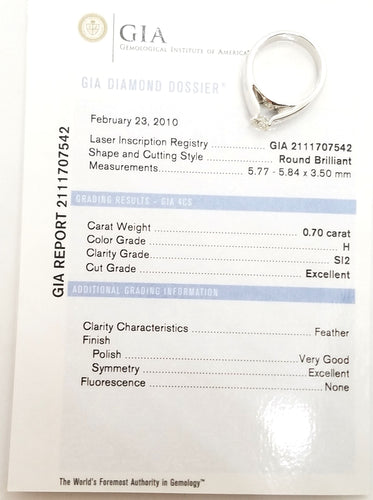 GIA
GEMOLOGICAL INSTITUTE OF AMERICA
GIA DIAMOND DOSSIER®
February 23, 2010
Laser Inscription Registry ........ GIA 2111707542
Shape and Cutting Style ........ Round Brilliant
Measurements ........ 5.77 - 5.84 x 3.50 mm
GRADING RESULTS - GIA 4CS
Carat Weight ........ 0.70 carat
Color Grade ........ H
Clarity Grade ........ SI2
Cut Grade ........ Excellent
ADDITIONAL GRADING INFORMATION
Clarity Characteristics ........ Feather
Finish
Polish ........ Very Good
Symmetry ........ Excellent
Fluorescence ........ None
The World's Foremost Authority in Gemology™
GIA REPORT 2111707542